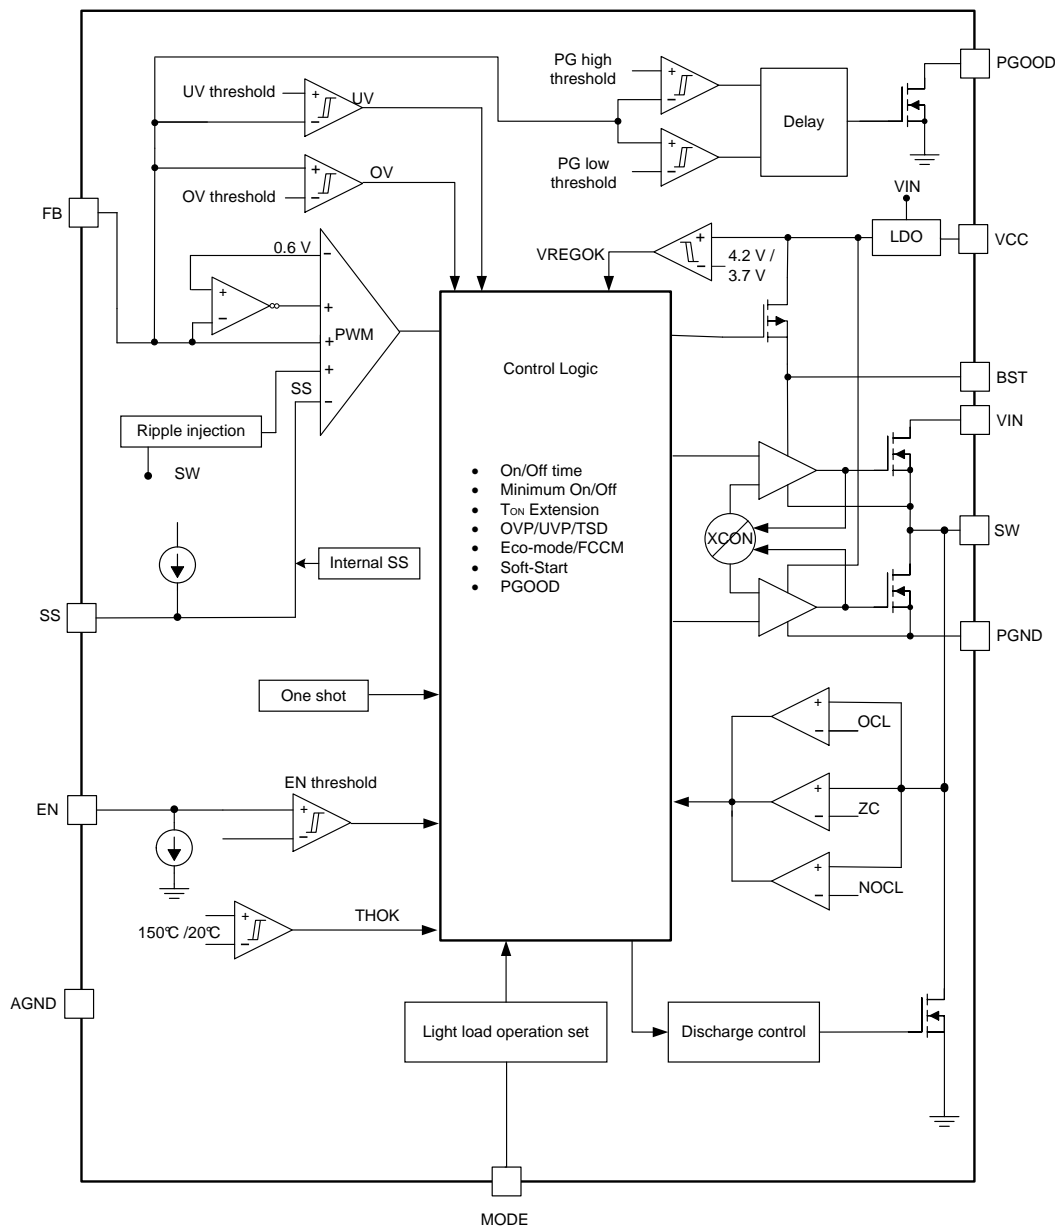 PG high
threshold
PGOOD
UV threshold
+
-
UV
+
-
Delay
+
-
PG low
threshold
OV threshold
+
-
OV
+
-
VIN
FB
LDO
VCC
0.6 V
-
VREGOK
+
-
4.2 V /
3.7 V
+
-
+
+
PWM
+
SS
-
Control Logic
BST
VIN
Ripple injection
SW
• On/Off time
• Minimum On/Off
• TON Extension
• OVP/UVP/TSD
• Eco-mode/FCCM
• Soft-Start
• PGOOD
XCON
SW
Internal SS
SS
PGND
One shot
+
-
OCL
EN threshold
EN
+
-
+
-
ZC
+
-
NOCL
150°C /20°C
+
-
THOK
AGND
Light load operation set
Discharge control
MODE